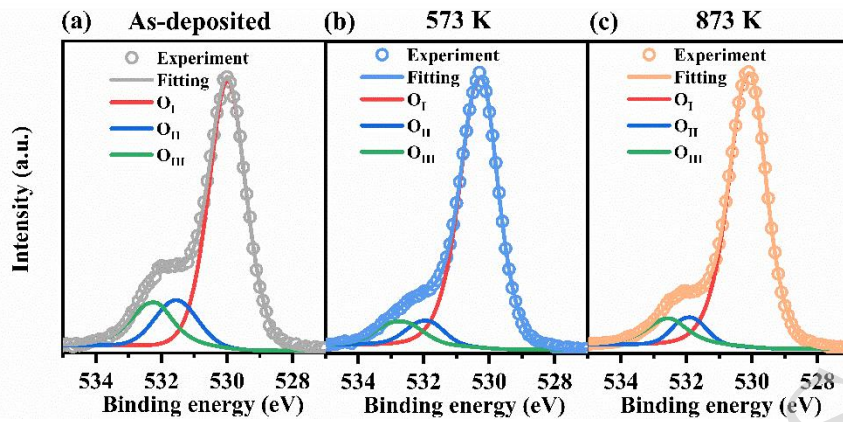 (a) As-deposited
Experiment
Fitting
O_I
O_II
O_III
534 532 530 528
Binding energy (eV)
(b) 573 K
Experiment
Fitting
O_I
O_II
O_III
534 532 530 528
Binding energy (eV)
(c) 873 K
Experiment
Fitting
O_I
O_II
O_III
534 532 530 528
Binding energy (eV)
Intensity (a.u.)